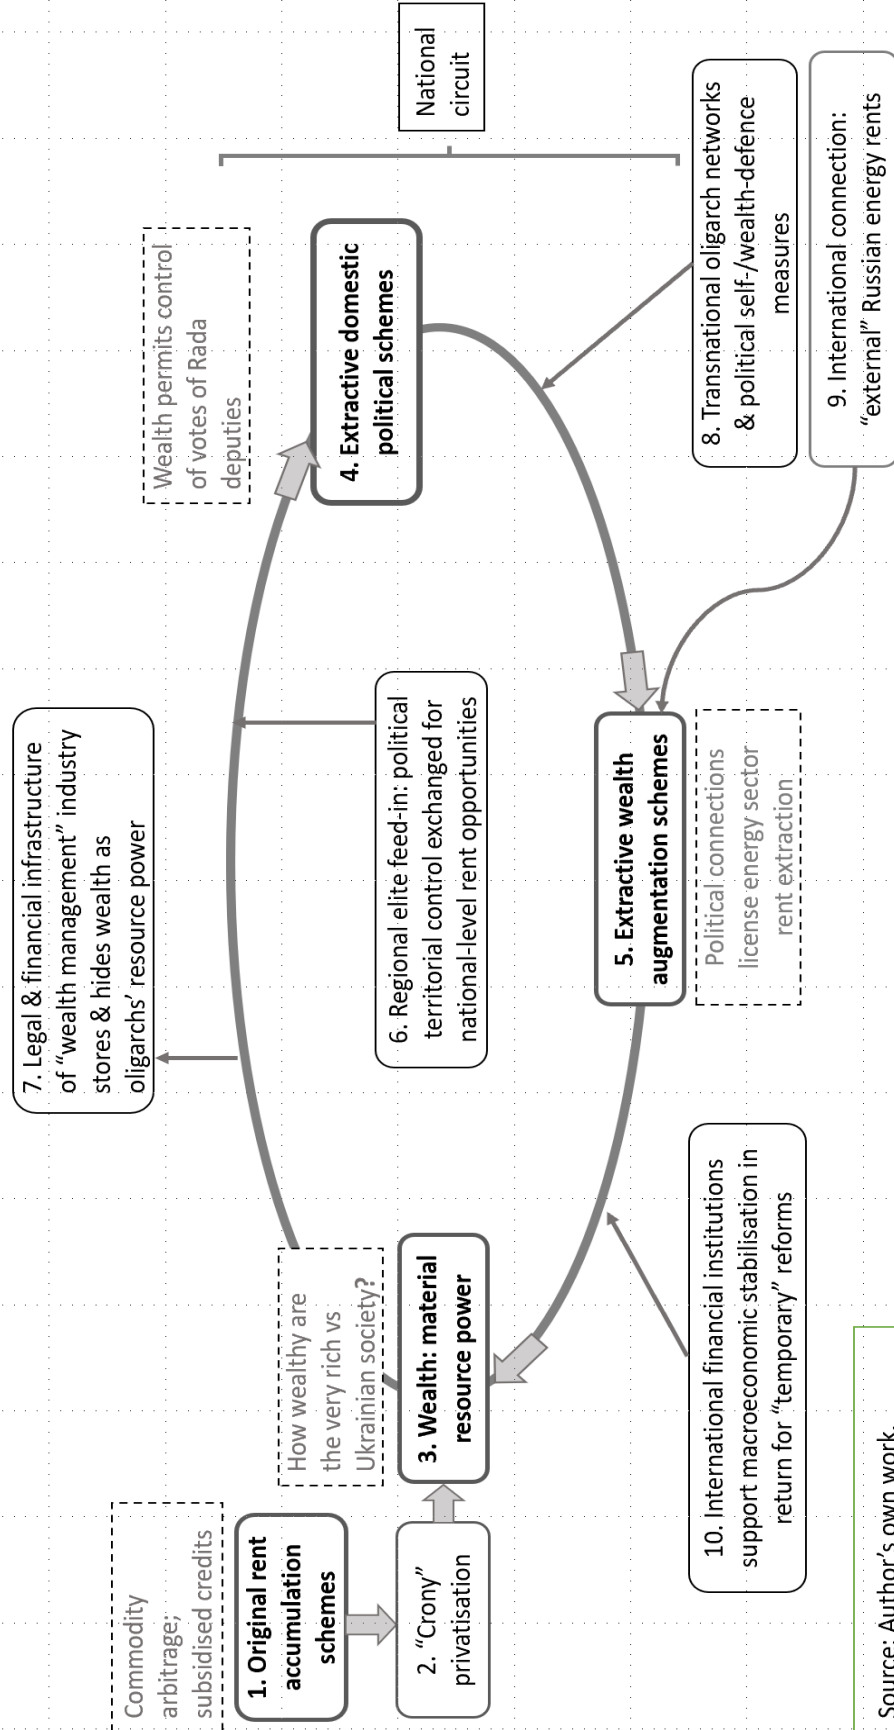 Commodity
arbitrage;
subsidised credits
1. Original rent
accumulation
schemes
2. “Crony”
privatisation
How wealthy are
the very rich vs
Ukrainian society?
3. Wealth: material
resource power
7. Legal & financial infrastructure
of “wealth management” industry
stores & hides wealth as
oligarchs’ resource power
6. Regional elite feed-in: political
territorial control exchanged for
national-level rent opportunities
Wealth permits control
of votes of Rada
deputies
4. Extractive domestic
political schemes
National
circuit
5. Extractive wealth
augmentation schemes
Political connections
license energy sector
rent extraction
8. Transnational oligarch networks
& political self-/wealth-defence
measures
9. International connection:
“external” Russian energy rents
10. International financial institutions
support macroeconomic stabilisation in
return for “temporary” reforms
Source: Author’s own work.